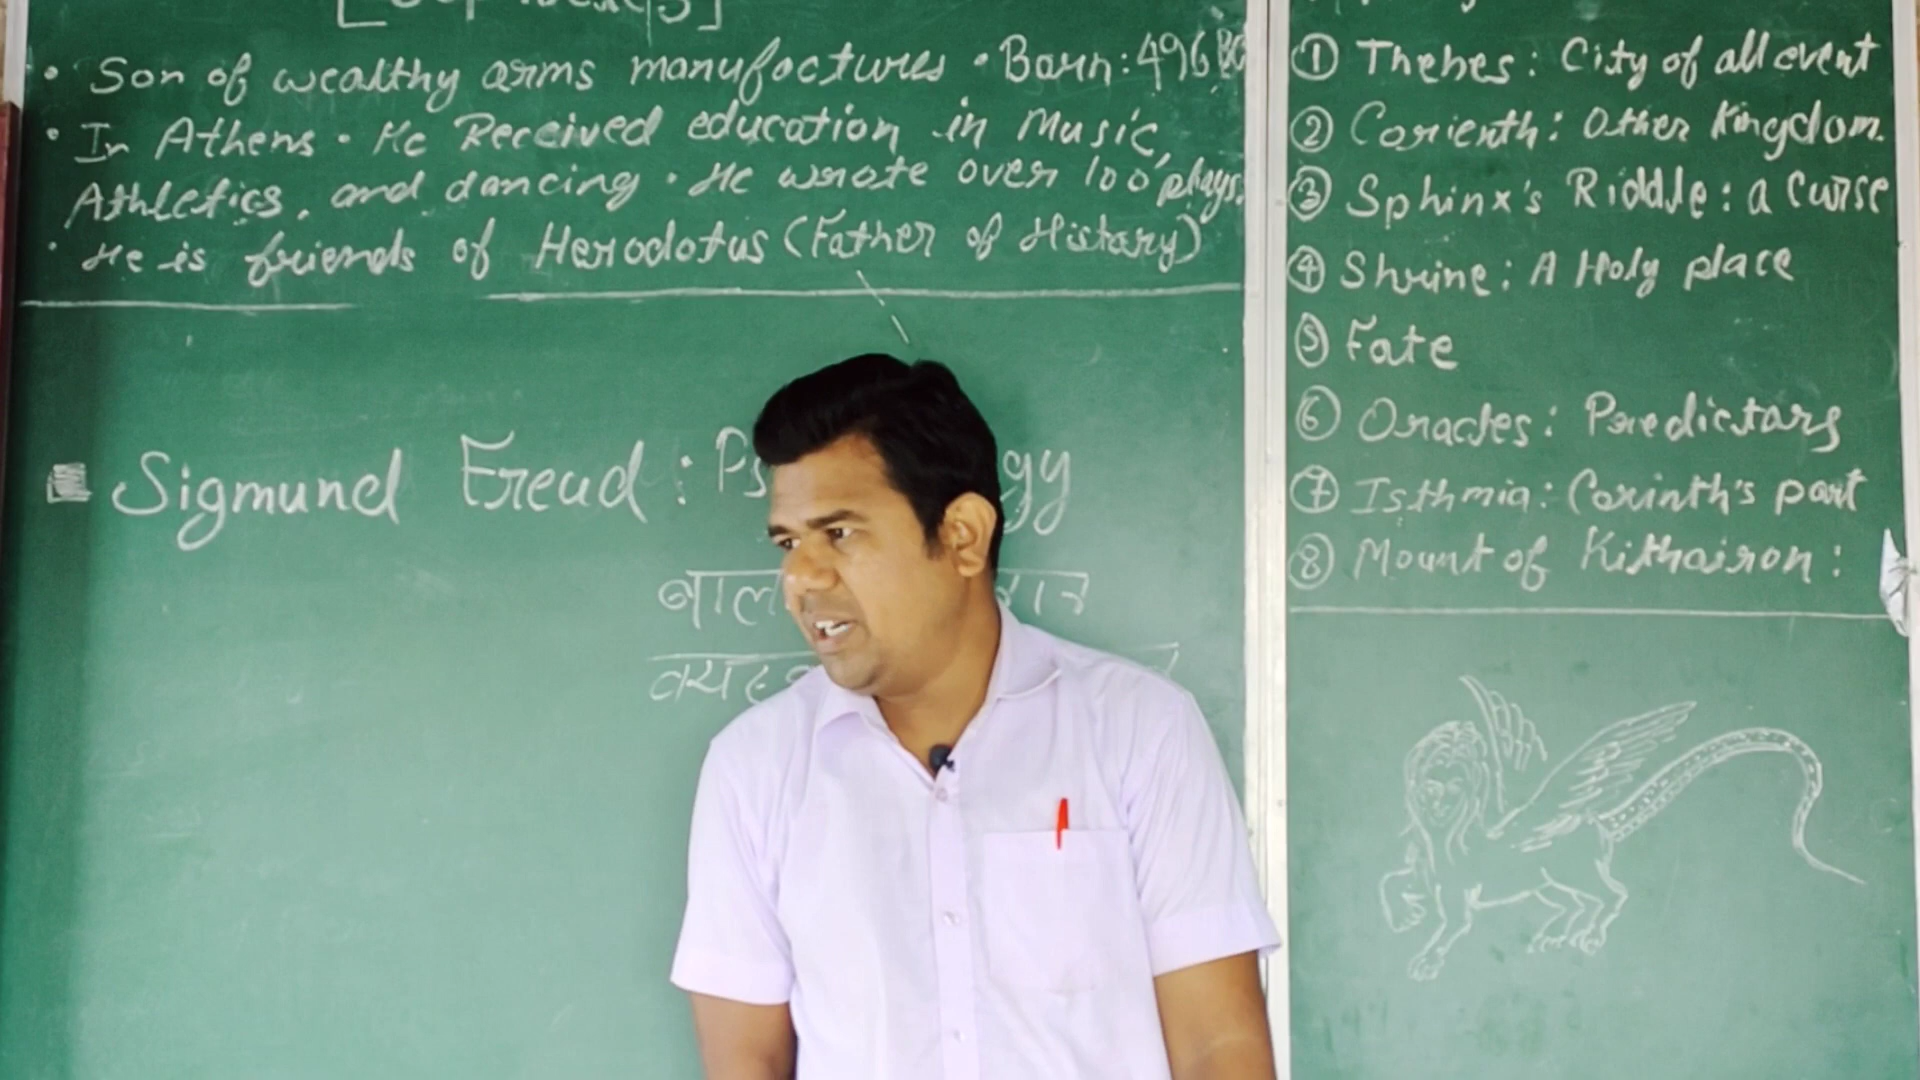 • Son of wealthy arms manufactures • Born: 496 BC
• In Athens • He Received education in Music,
Athletics, and dancing • He wrote over 100 plays.
• He is friends of Herodotus (Father of History)
Sigmund Freud :
① Thebes : City of all event
② Corienth : Other Kingdom.
③ Sphinx's Riddle : a Curse
④ Shrine : A Holy place
⑤ Fate
⑥ Oracles : Predictors
⑦ Isthmia : Corinth's part
⑧ Mount of Kithairon :